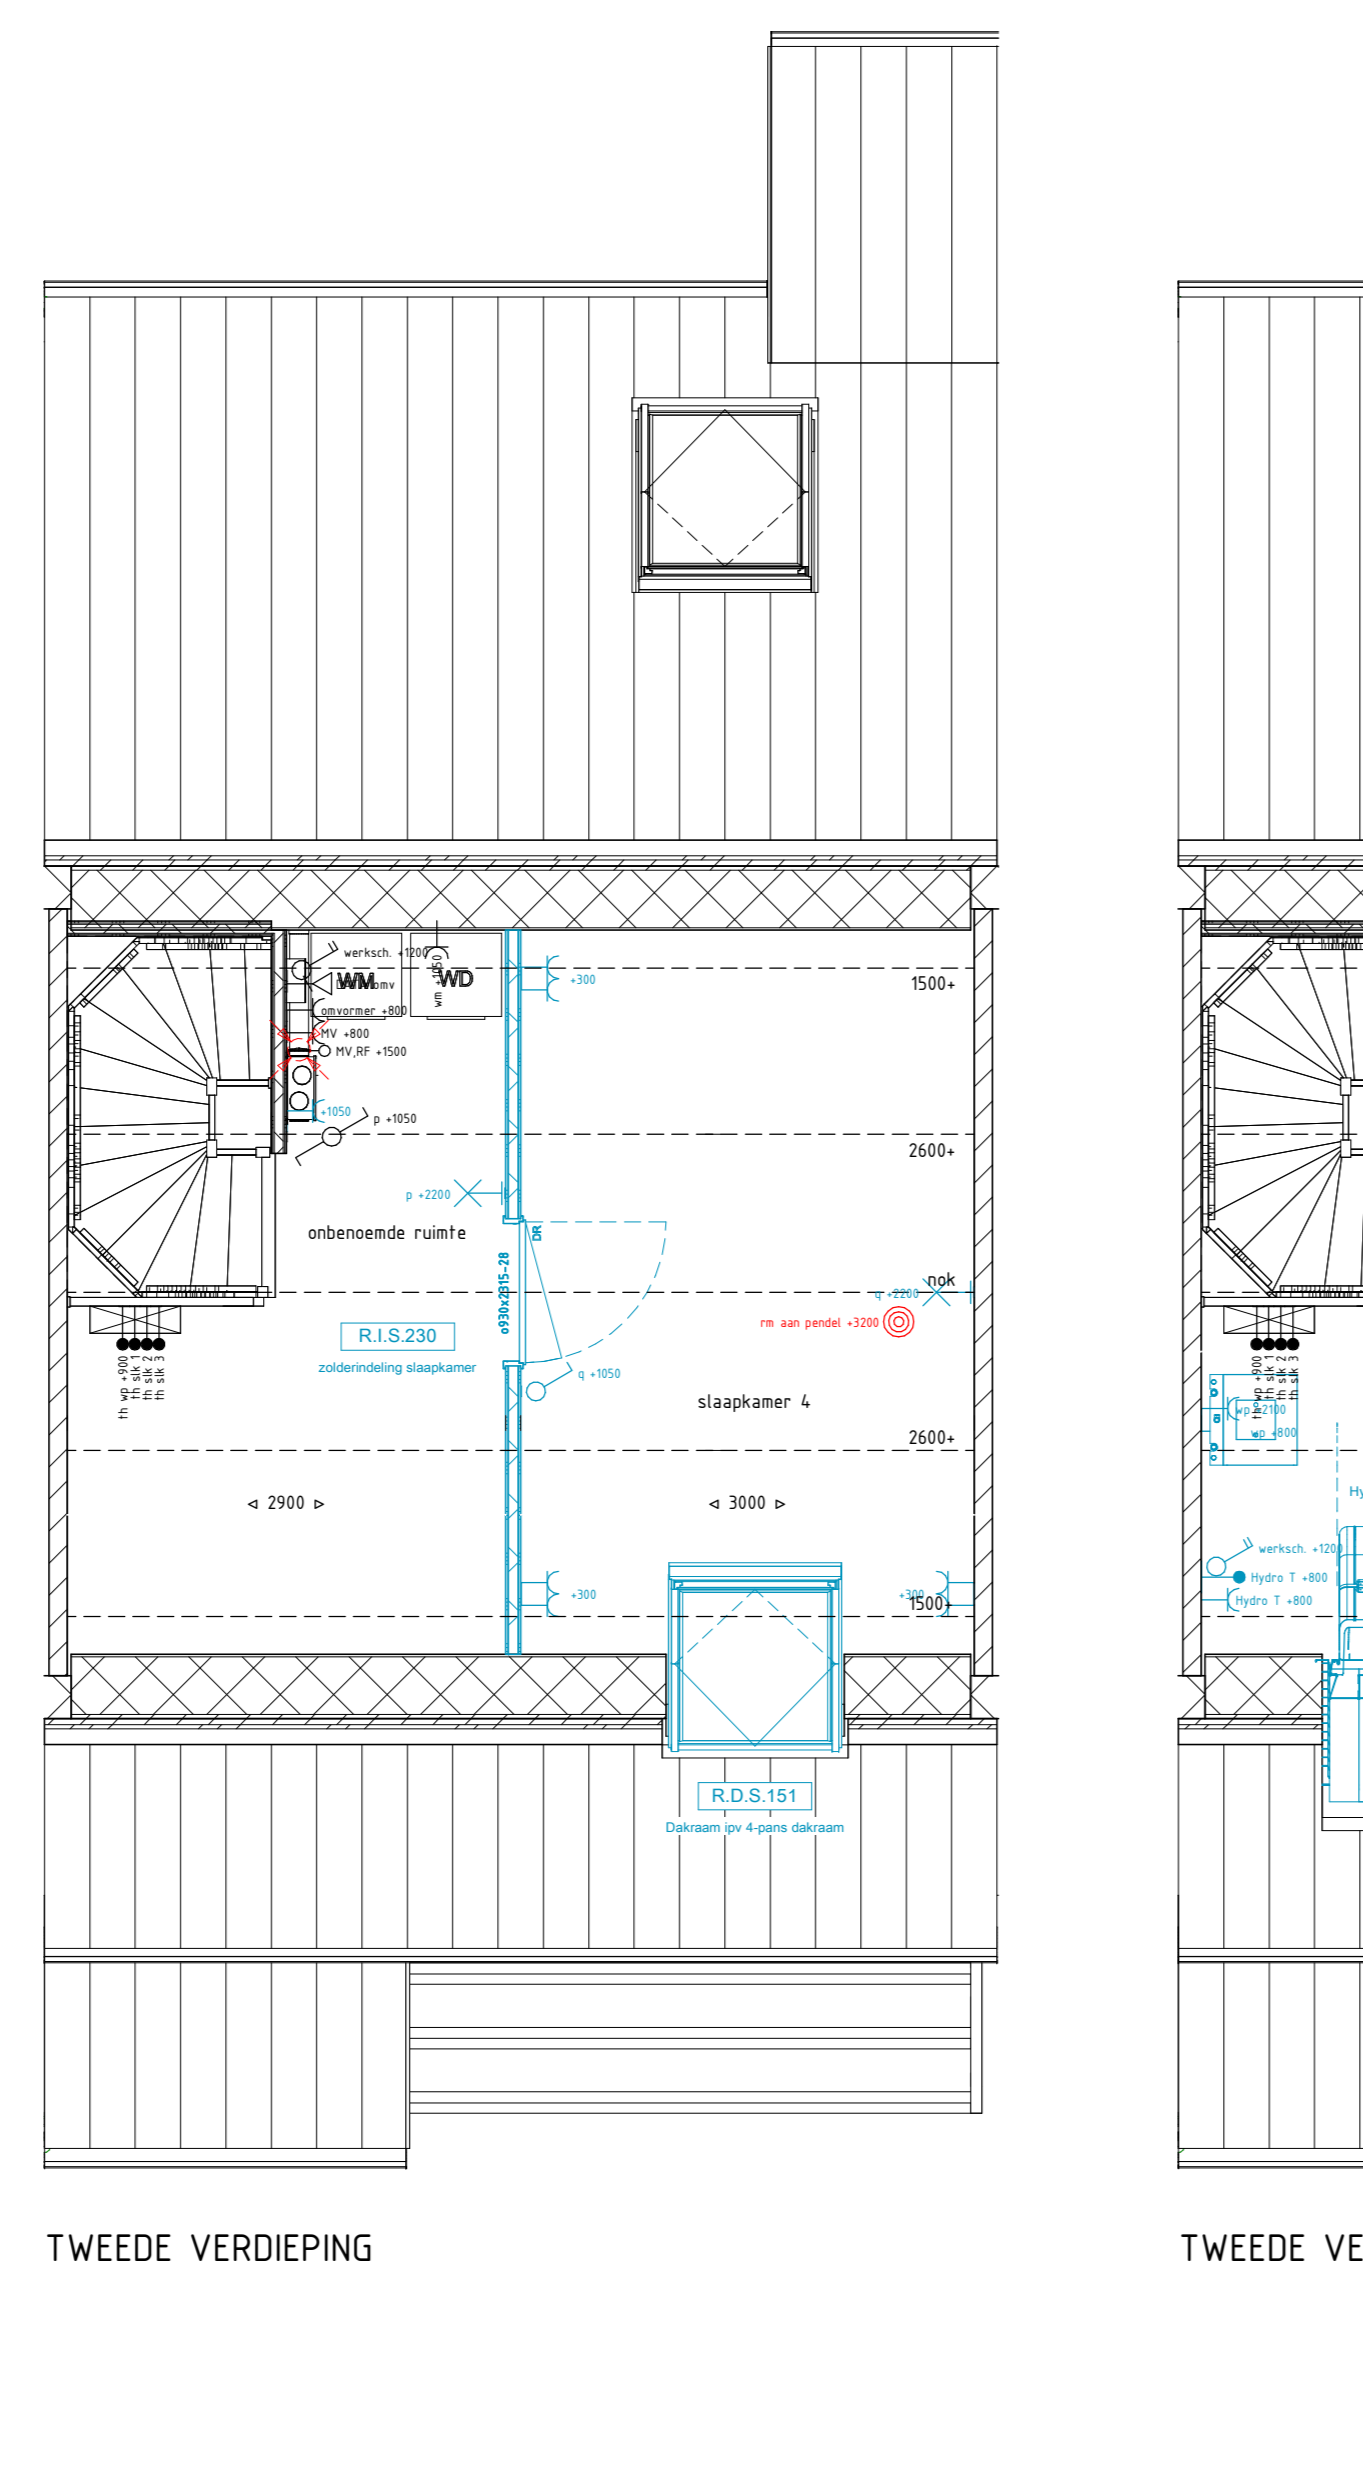 werksch. +1200
WM
WD
omv
wm +1050
omvormer +800
MV +800
MV,RF +1500
+1050
p +1050
+300
1500+
2600+
p +2200
onbenoemde ruimte
DR
o930x2315-28
nok
q +2200
rm aan pendel +3200
R.I.S.230
zolderindeling slaapkamer
q +1050
th wp +900
th slk 1
th slk 2
th slk 3
slaapkamer 4
2600+
2900
3000
+300
+300
1500+
R.D.S.151
Dakraam ipv 4-pans dakraam
TWEEDE VERDIEPING
th wp +900
th slk 1
th slk 2
th slk 3
wp +2100
wp +800
Hy
werksch. +1200
Hydro T +800
Hydro T +800
TWEEDE VE